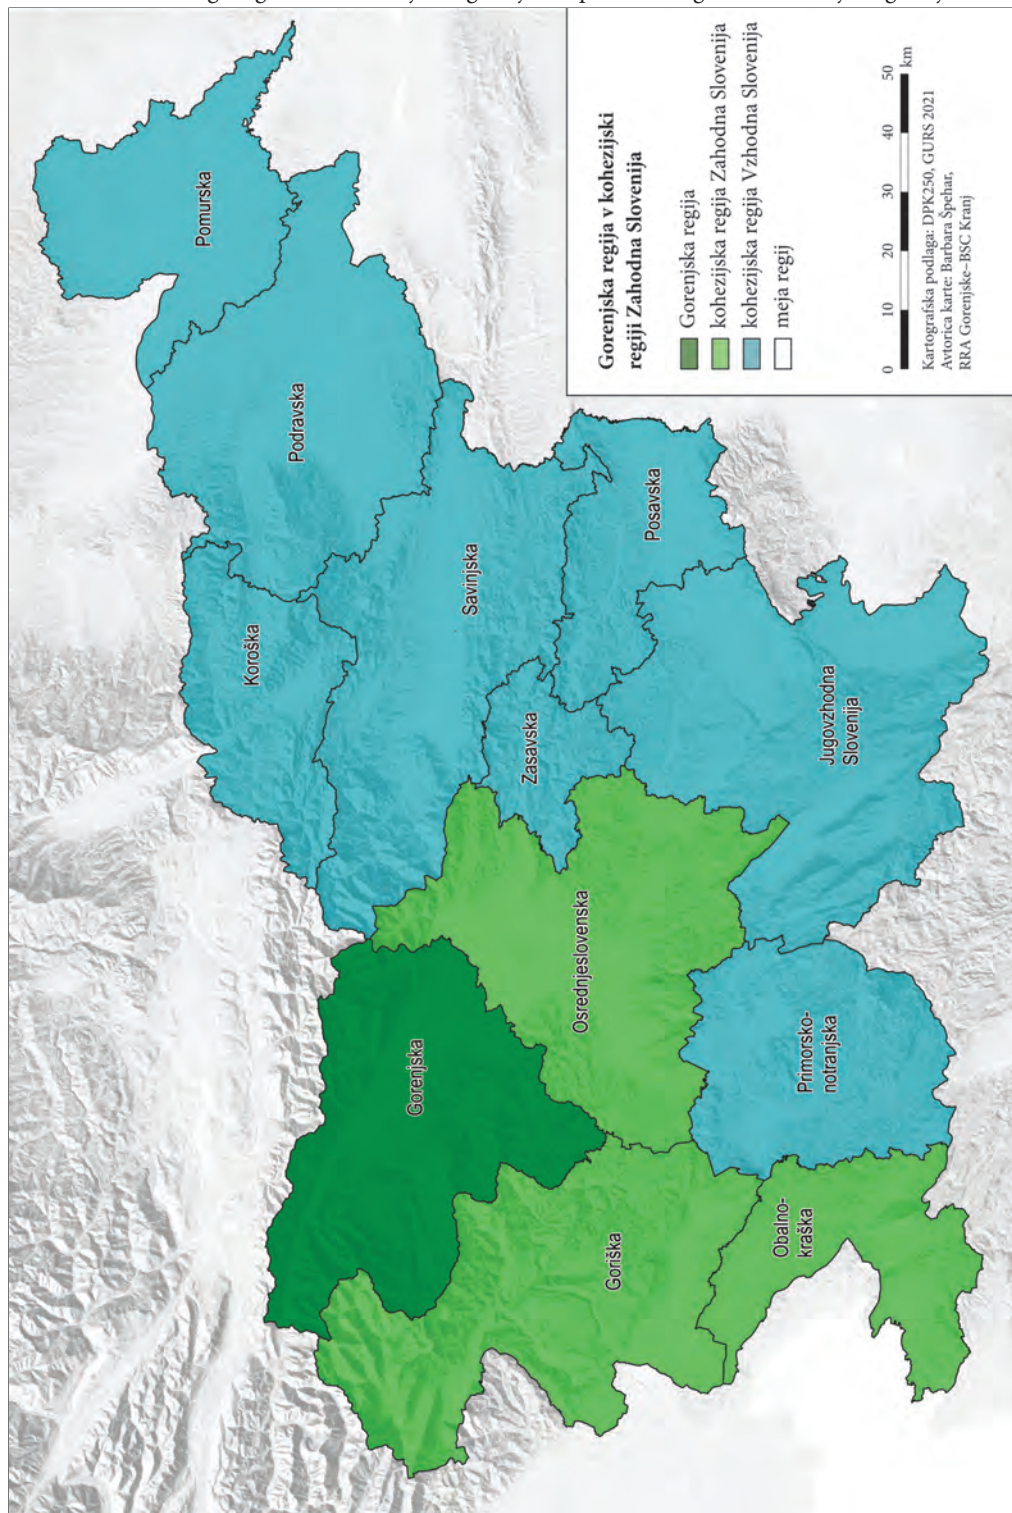 Pomurska
Podravska
Koroška
Savinjska
Posavska
Zasavska
Jugovzhodna
Slovenija
Osrednjeslovenska
Gorenjska
Primorsko-
notranjska
Goriška
Obalno-
kraška
Gorenjska regija v kohezijski
regiji Zahodna Slovenija
Gorenjska regija
kohezijska regija Zahodna Slovenija
kohezijska regija Vzhodna Slovenija
meja regij
0 10 20 30 40 50
km
Kartografska podlaga: DPK250, GURS 2021
Avtorica karte: Barbara Špehar,
RRA Gorenjske–BSC Kranj